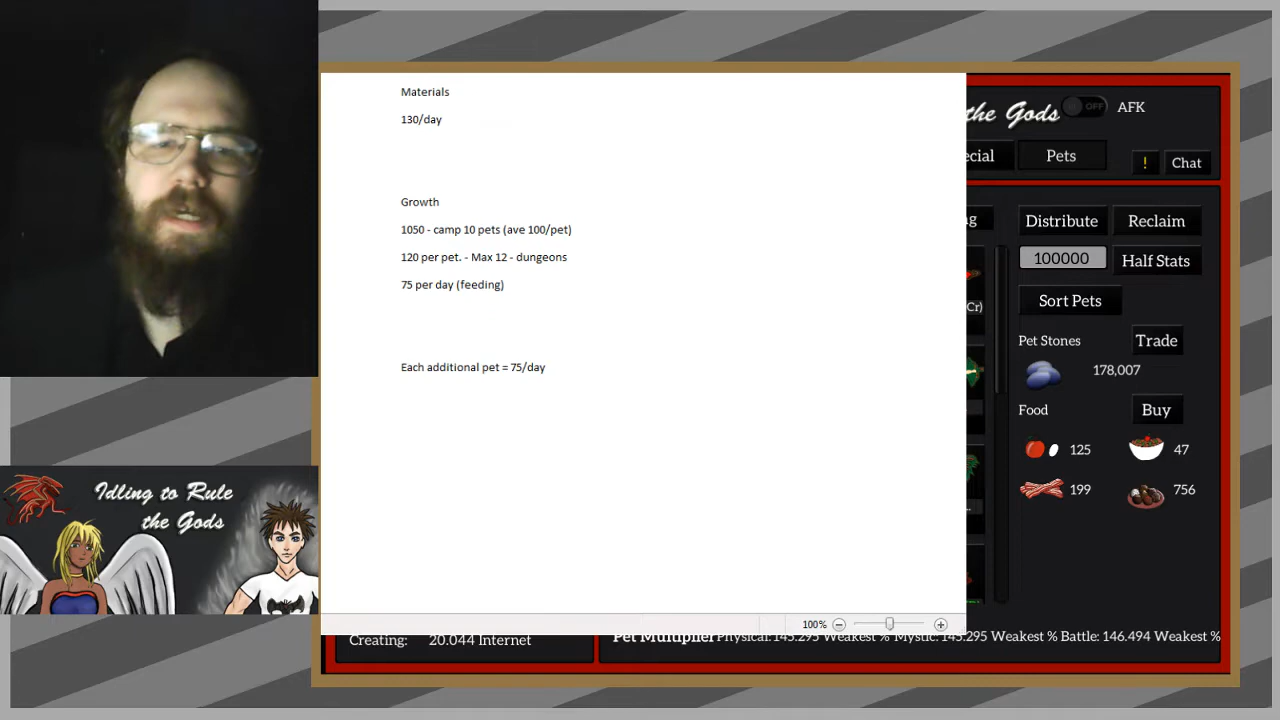 Materials
130/day
Growth
1050 - camp 10 pets (ave 100/pet)
120 per pet. - Max 12 - dungeons
75 per day (feeding)
Each additional pet = 75/day
100%
the Gods
OFF
AFK
ecial
Pets
!
Chat
ng
Distribute
Reclaim
100000
Half Stats
(Cr)
Sort Pets
Pet Stones
Trade
178,007
Food
Buy
125
47
199
756
...
Creating: 20.044 Internet
Pet Multiplier Physical: 145.295 Weakest % Mystic: 145.295 Weakest % Battle: 146.494 Weakest %
Idling to Rule
the Gods